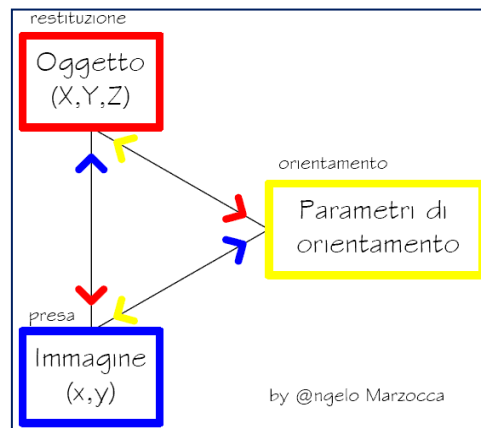 restituzione
Oggetto
(X,Y,Z)
orientamento
Parametri di
orientamento
presa
Immagine
(x,y)
by @ngelo Marzocca